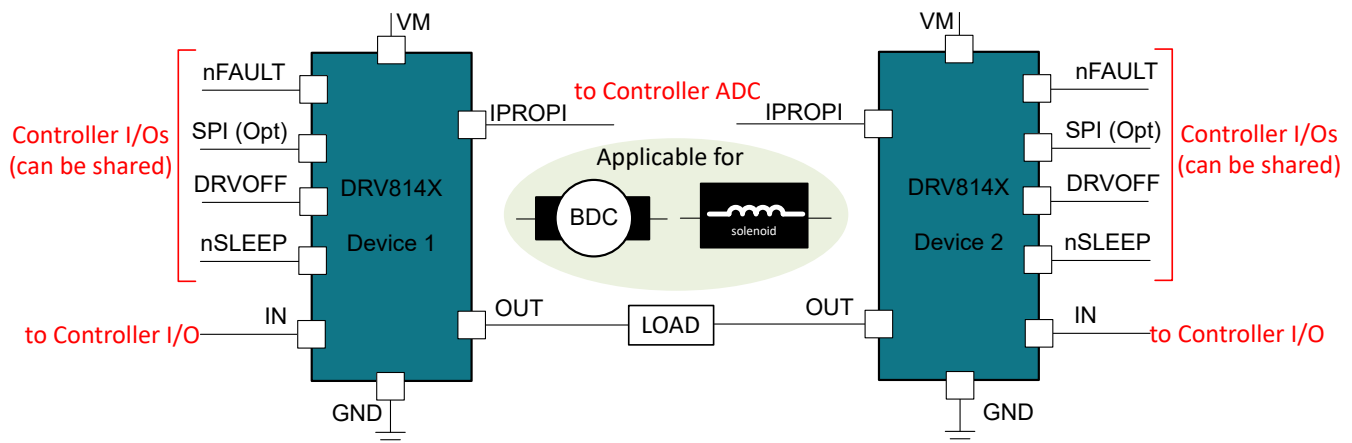 VM
nFAULT
SPI (Opt)
DRVOFF
nSLEEP
IN
Controller I/Os
(can be shared)
to Controller I/O
DRV814X
Device 1
IPROPI
OUT
GND
to Controller ADC
Applicable for
BDC
solenoid
LOAD
VM
IPROPI
OUT
DRV814X
Device 2
nFAULT
SPI (Opt)
DRVOFF
nSLEEP
IN
Controller I/Os
(can be shared)
to Controller I/O
GND